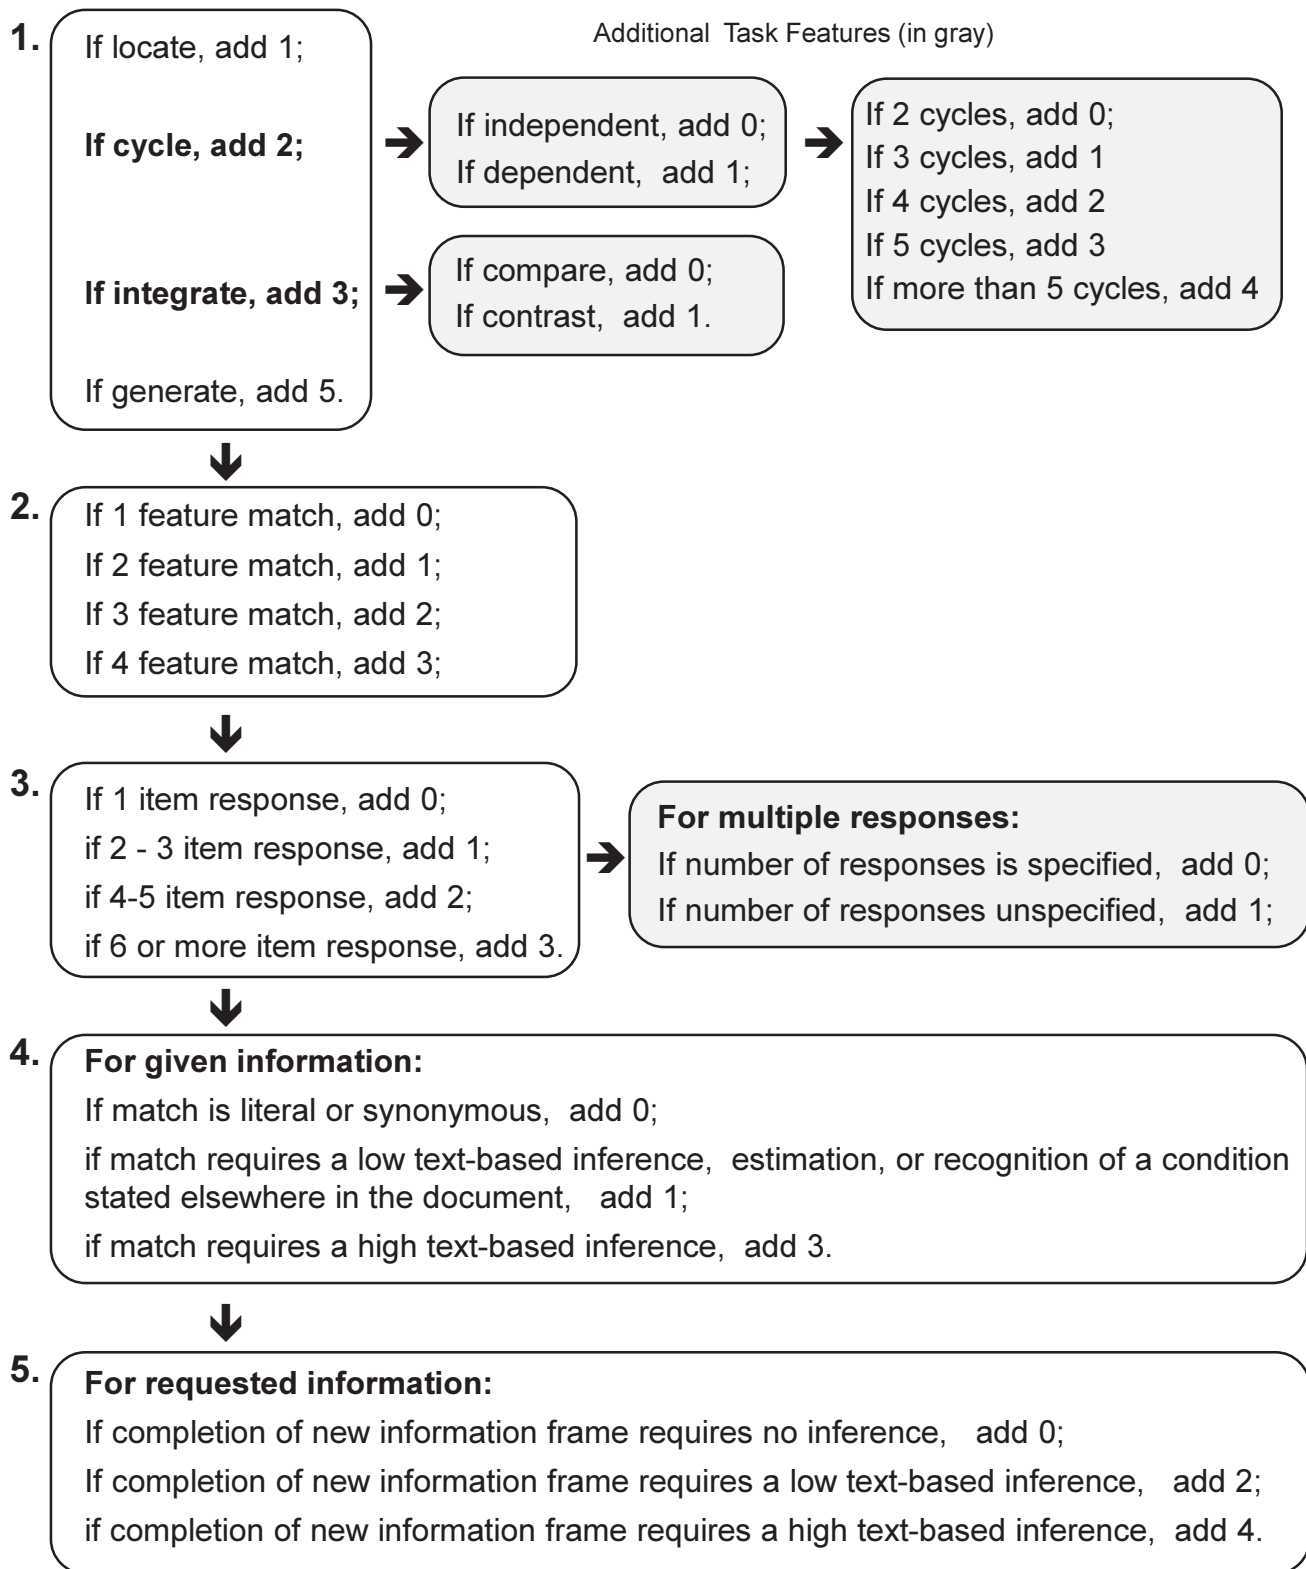 Additional Task Features (in gray)
1.
If locate, add 1;
If cycle, add 2;
If independent, add 0;
If dependent, add 1;
If 2 cycles, add 0;
If 3 cycles, add 1
If 4 cycles, add 2
If 5 cycles, add 3
If more than 5 cycles, add 4
If integrate, add 3;
If compare, add 0;
If contrast, add 1.
If generate, add 5.
2.
If 1 feature match, add 0;
If 2 feature match, add 1;
If 3 feature match, add 2;
If 4 feature match, add 3;
3.
If 1 item response, add 0;
if 2 - 3 item response, add 1;
if 4-5 item response, add 2;
if 6 or more item response, add 3.
For multiple responses:
If number of responses is specified, add 0;
If number of responses unspecified, add 1;
4.
For given information:
If match is literal or synonymous, add 0;
if match requires a low text-based inference, estimation, or recognition of a condition
stated elsewhere in the document, add 1;
if match requires a high text-based inference, add 3.
5.
For requested information:
If completion of new information frame requires no inference, add 0;
If completion of new information frame requires a low text-based inference, add 2;
if completion of new information frame requires a high text-based inference, add 4.